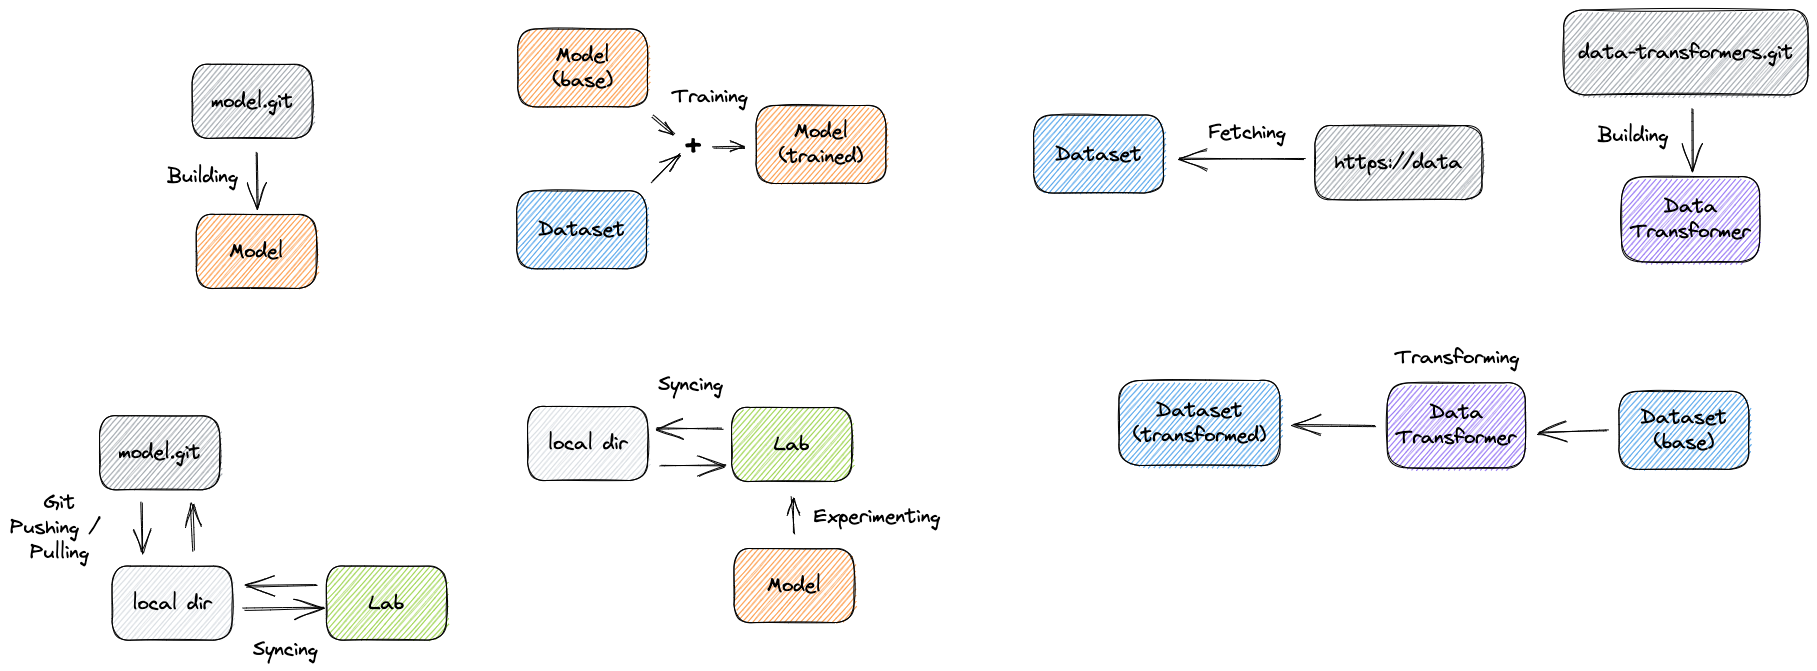 model.git
Building
Model
Model
(base)
Training
+
Model
(trained)
Dataset
Dataset
Fetching
https://data
data-transformers.git
Building
Data
Transformer
model.git
Git
Pushing /
Pulling
local dir
Lab
Syncing
Syncing
local dir
Lab
Experimenting
Model
Transforming
Dataset
(transformed)
Data
Transformer
Dataset
(base)